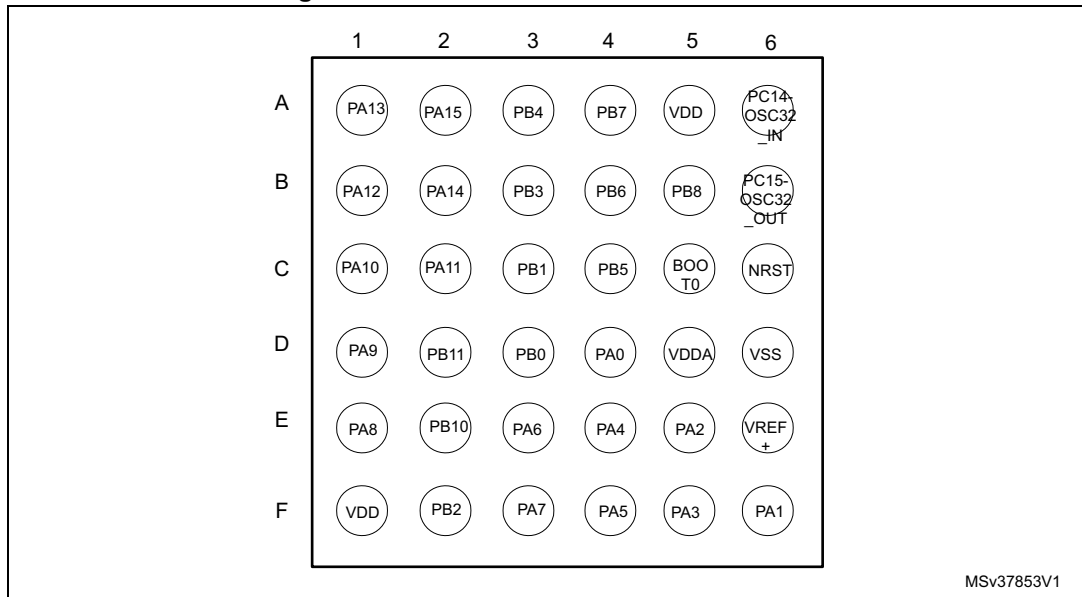 1 2 3 4 5 6
A PA13 PA15 PB4 PB7 VDD PC14-
OSC32
_IN
B PA12 PA14 PB3 PB6 PB8 PC15-
OSC32
_OUT
C PA10 PA11 PB1 PB5 BOO
T0 NRST
D PA9 PB11 PB0 PA0 VDDA VSS
E PA8 PB10 PA6 PA4 PA2 VREF
+
F VDD PB2 PA7 PA5 PA3 PA1
MSv37853V1